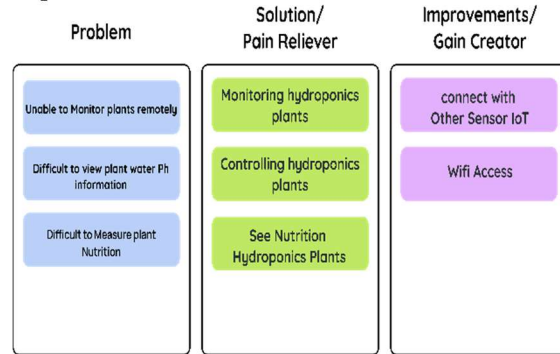 Problem
Unable to Monitor plants remotely
Difficult to view plant water Ph
information
Difficult to Measure plant
Nutrition
Solution/
Pain Reliever
Monitoring hydroponics
plants
Controlling hydroponics
plants
See Nutrition
Hydroponics Plants
Improvements/
Gain Creator
connect with
Other Sensor IoT
Wifi Access